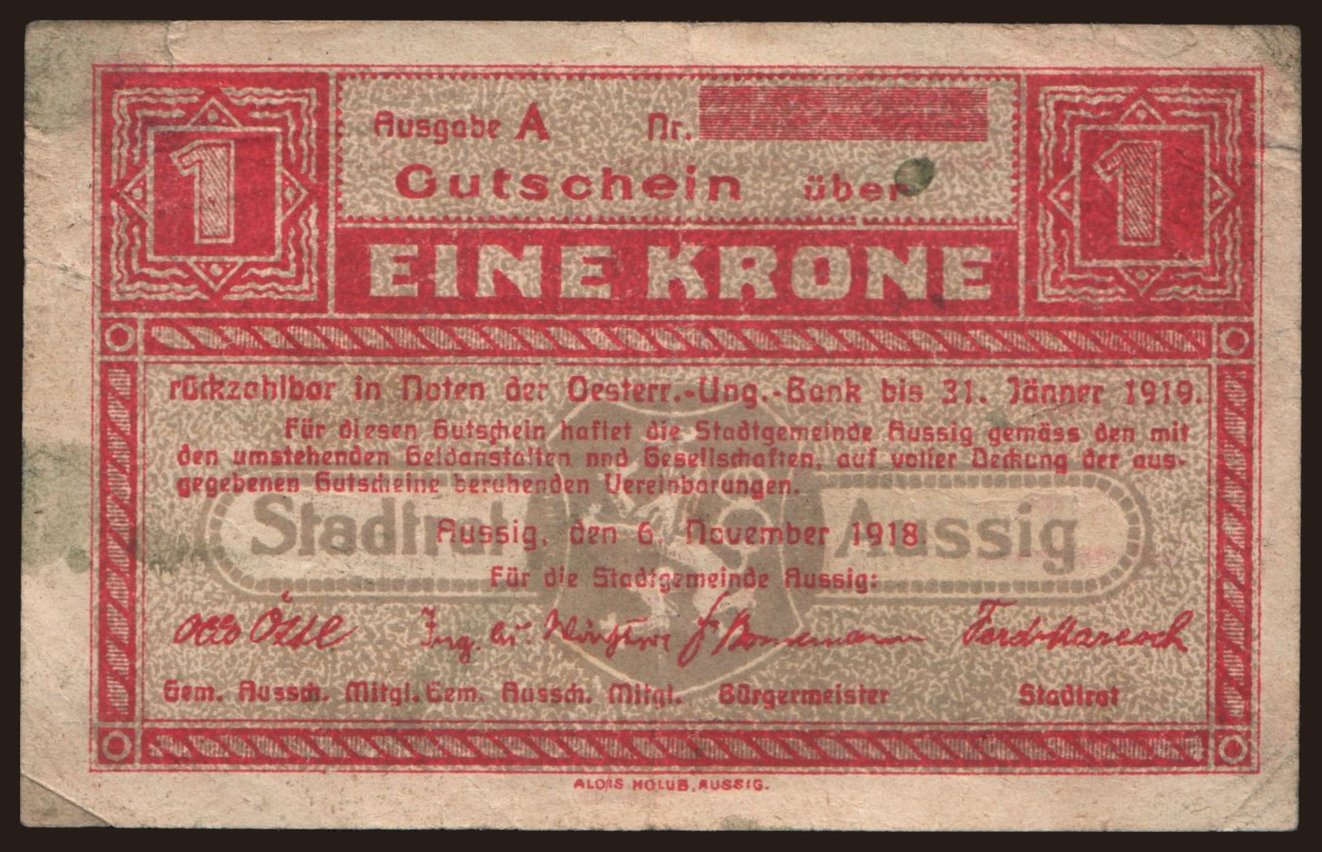 1
Ausgabe A Nr.
1
Gutschein über
EINE KRONE
rückzahlbar in Noten der Oesterr.-Ung.-Bank bis 31. Jänner 1919.
Für diesen Gutschein haftet die Stadtgemeinde Aussig gemäss den mit
den umstehenden Geldanstalten nnd Gesellschaften, auf voller Deckung der aus-
gegebenen Gutscheine beruhenden Vereinbarungen.
Stadtrat Aussig
Aussig, den 6. November 1918.
Für die Stadtgemeinde Aussig:
Otto Ing.
Gem. Aussch. Mitgl. Gem. Aussch. Mitgl. Bürgermeister Stadtrat
ALOIS HOLUB, AUSSIG.